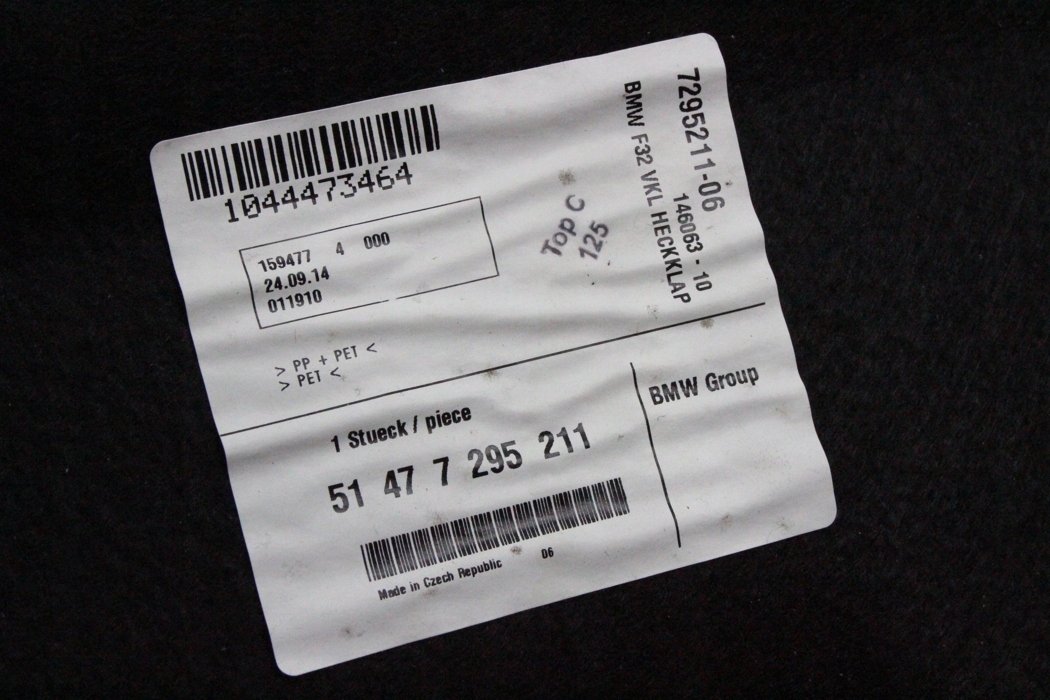 1044473464
159477 4 000
24.09.14
011910
> PP + PET <
> PET <
Top C
125
7295211-06
146063 - 10
BMW F32 VKL HECKKLAP
1 Stueck / piece
51 47 7 295 211
Made in Czech Republic 06
BMW Group